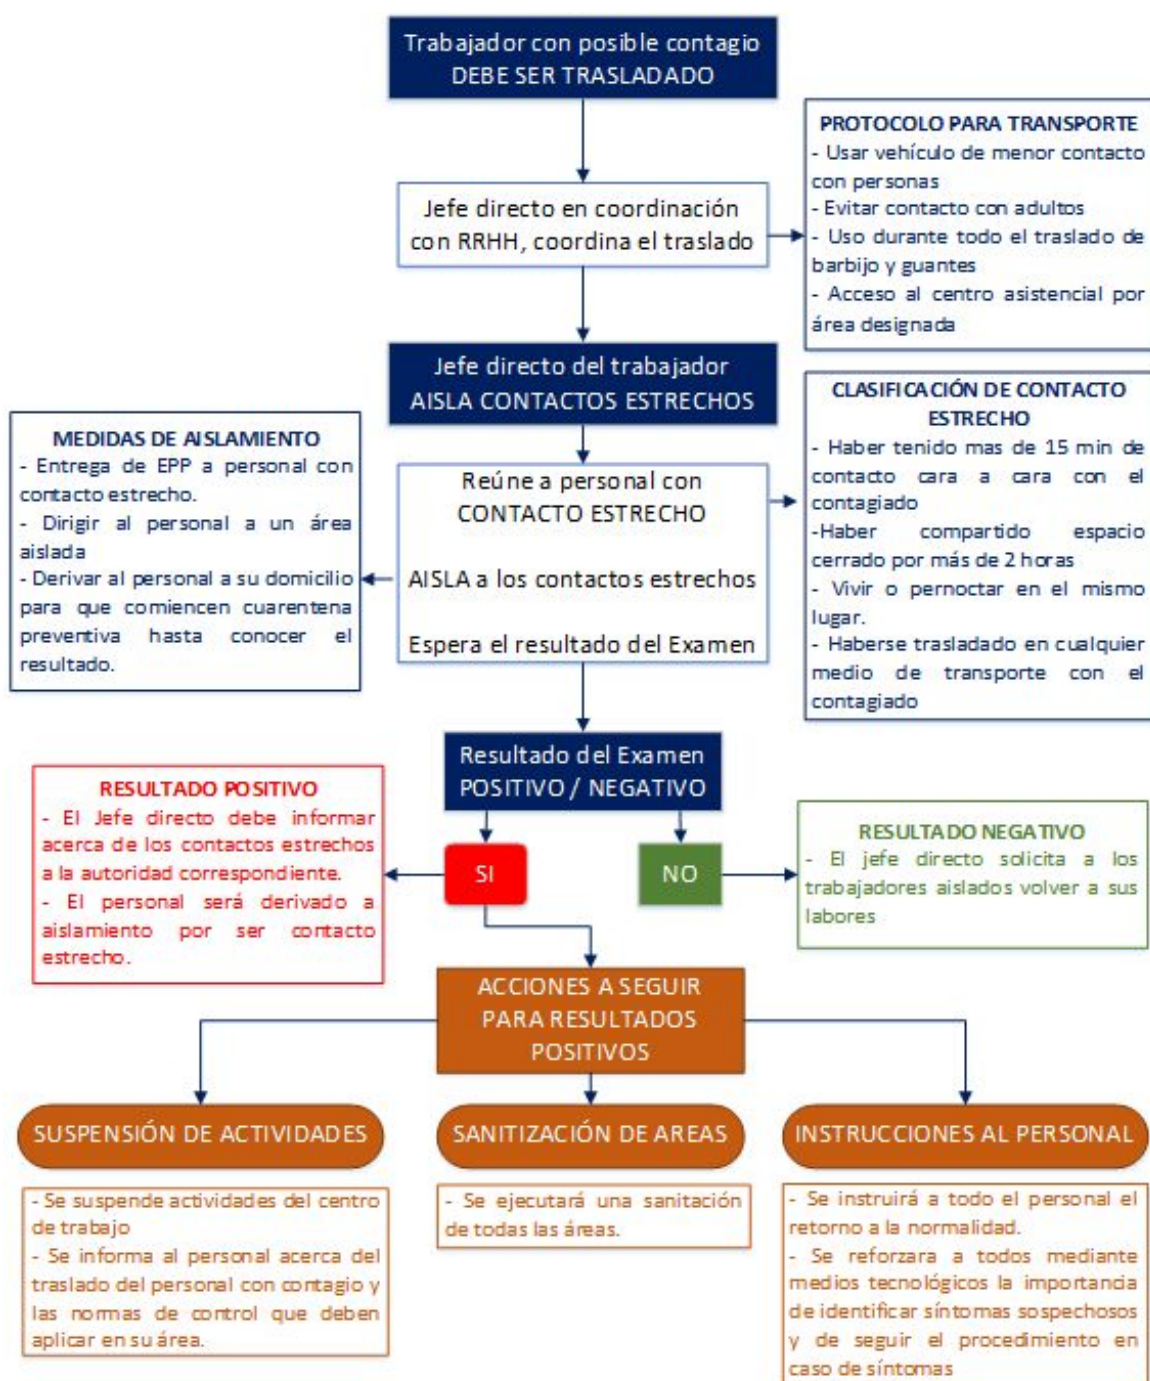 Trabajador con posible contagio
DEBE SER TRASLADADO
PROTOCOLO PARA TRANSPORTE
- Usar vehículo de menor contacto
con personas
- Evitar contacto con adultos
- Uso durante todo el traslado de
barbijo y guantes
- Acceso al centro asistencial por
área designada
Jefe directo en coordinación
con RRHH, coordina el traslado
Jefe directo del trabajador
AISLA CONTACTOS ESTRECHOS
CLASIFICACIÓN DE CONTACTO
ESTRECHO
- Haber tenido mas de 15 min de
contacto cara a cara con el
contagiado
-Haber compartido espacio
cerrado por más de 2 horas
- Vivir o pernoctar en el mismo
lugar.
- Haberse trasladado en cualquier
medio de transporte con el
contagiado
MEDIDAS DE AISLAMIENTO
- Entrega de EPP a personal con
contacto estrecho.
- Dirigir al personal a un área
aislada
- Derivar al personal a su domicilio
para que comiencen cuarentena
preventiva hasta conocer el
resultado.
Reúne a personal con
CONTACTO ESTRECHO
AISLA a los contactos estrechos
Espera el resultado del Examen
Resultado del Examen
POSITIVO / NEGATIVO
RESULTADO POSITIVO
- El Jefe directo debe informar
acerca de los contactos estrechos
a la autoridad correspondiente.
- El personal será derivado a
aislamiento por ser contacto
estrecho.
SI
NO
RESULTADO NEGATIVO
- El jefe directo solicita a los
trabajadores aislados volver a sus
labores
ACCIONES A SEGUIR
PARA RESULTADOS
POSITIVOS
SUSPENSIÓN DE ACTIVIDADES
- Se suspende actividades del centro
de trabajo
- Se informa al personal acerca del
traslado del personal con contagio y
las normas de control que deben
aplicar en su área.
SANITIZACIÓN DE AREAS
- Se ejecutará una sanitación
de todas las áreas.
INSTRUCCIONES AL PERSONAL
- Se instruirá a todo el personal el
retorno a la normalidad.
- Se reforzara a todos mediante
medios tecnológicos la importancia
de identificar síntomas sospechosos
y de seguir el procedimiento en
caso de síntomas